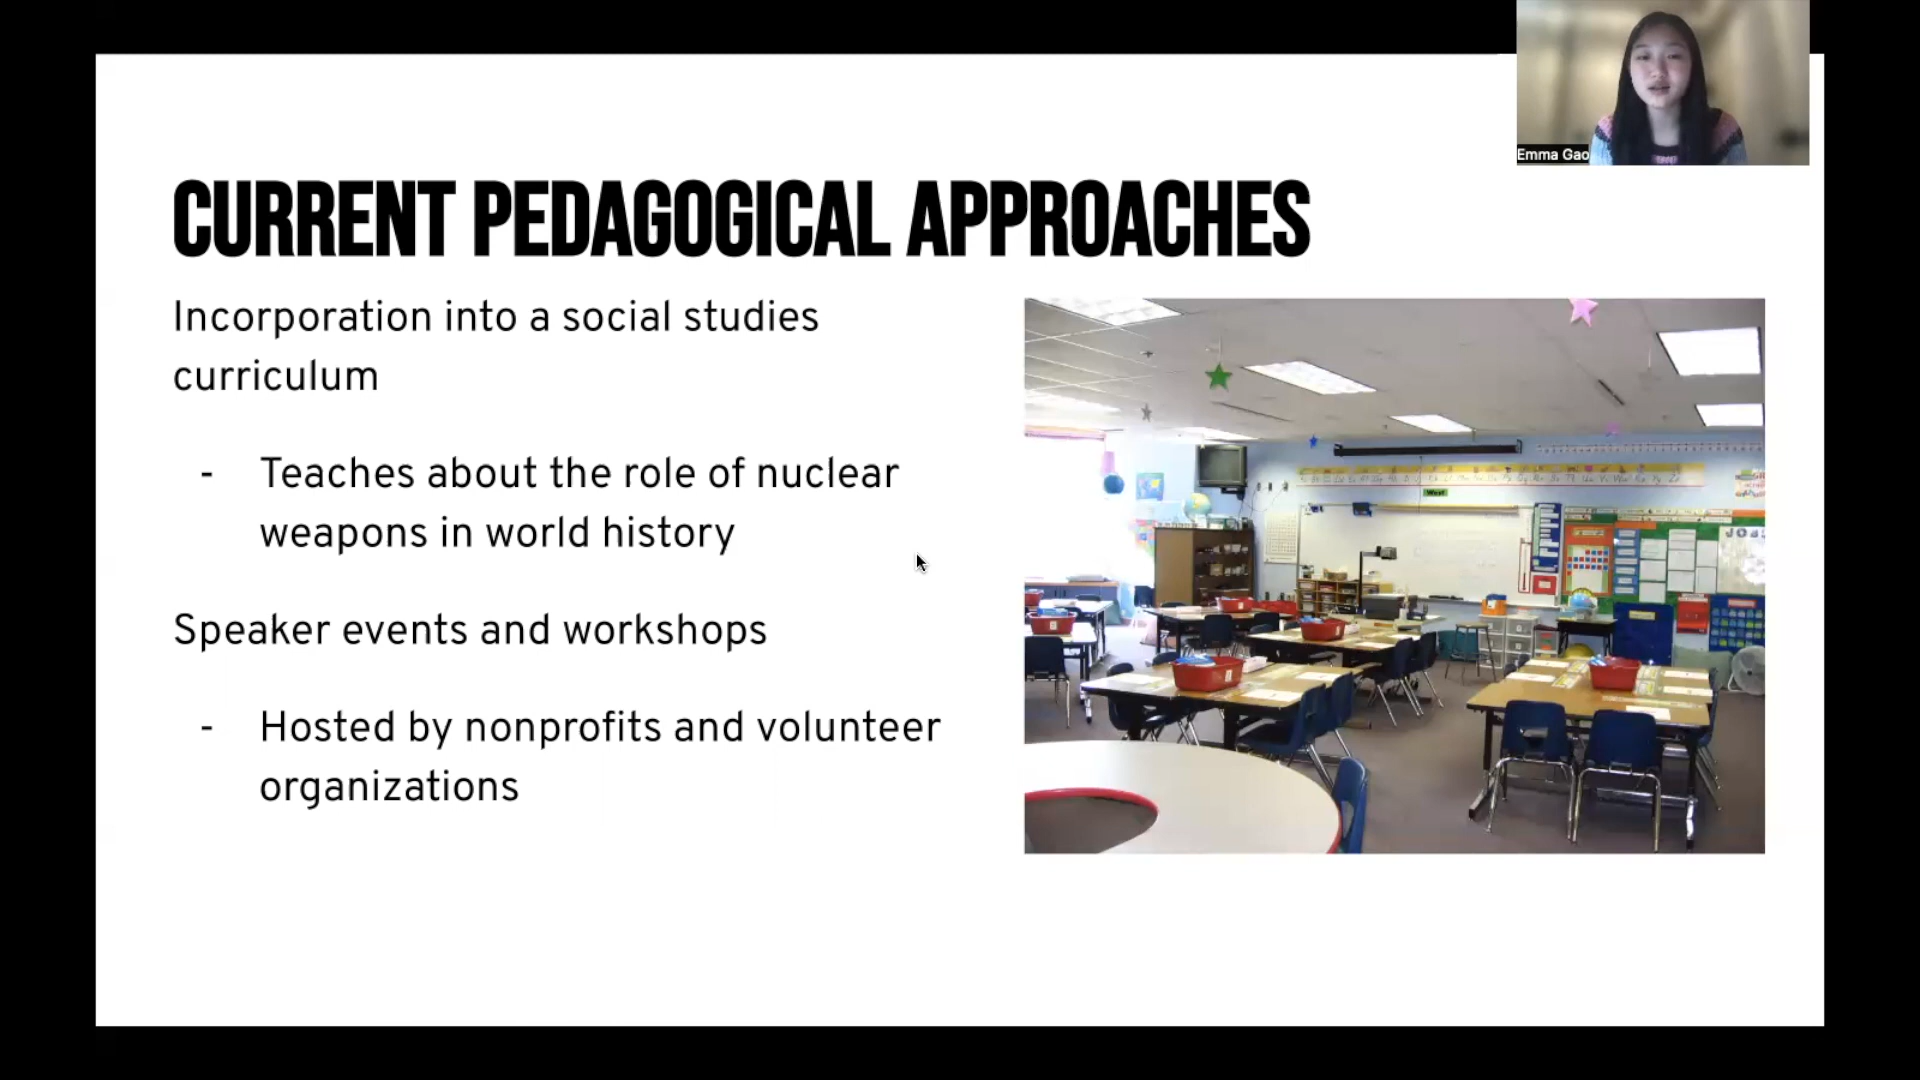 Emma Gao
CURRENT PEDAGOGICAL APPROACHES
Incorporation into a social studies
curriculum
- Teaches about the role of nuclear
weapons in world history
Speaker events and workshops
- Hosted by nonprofits and volunteer
organizations
West